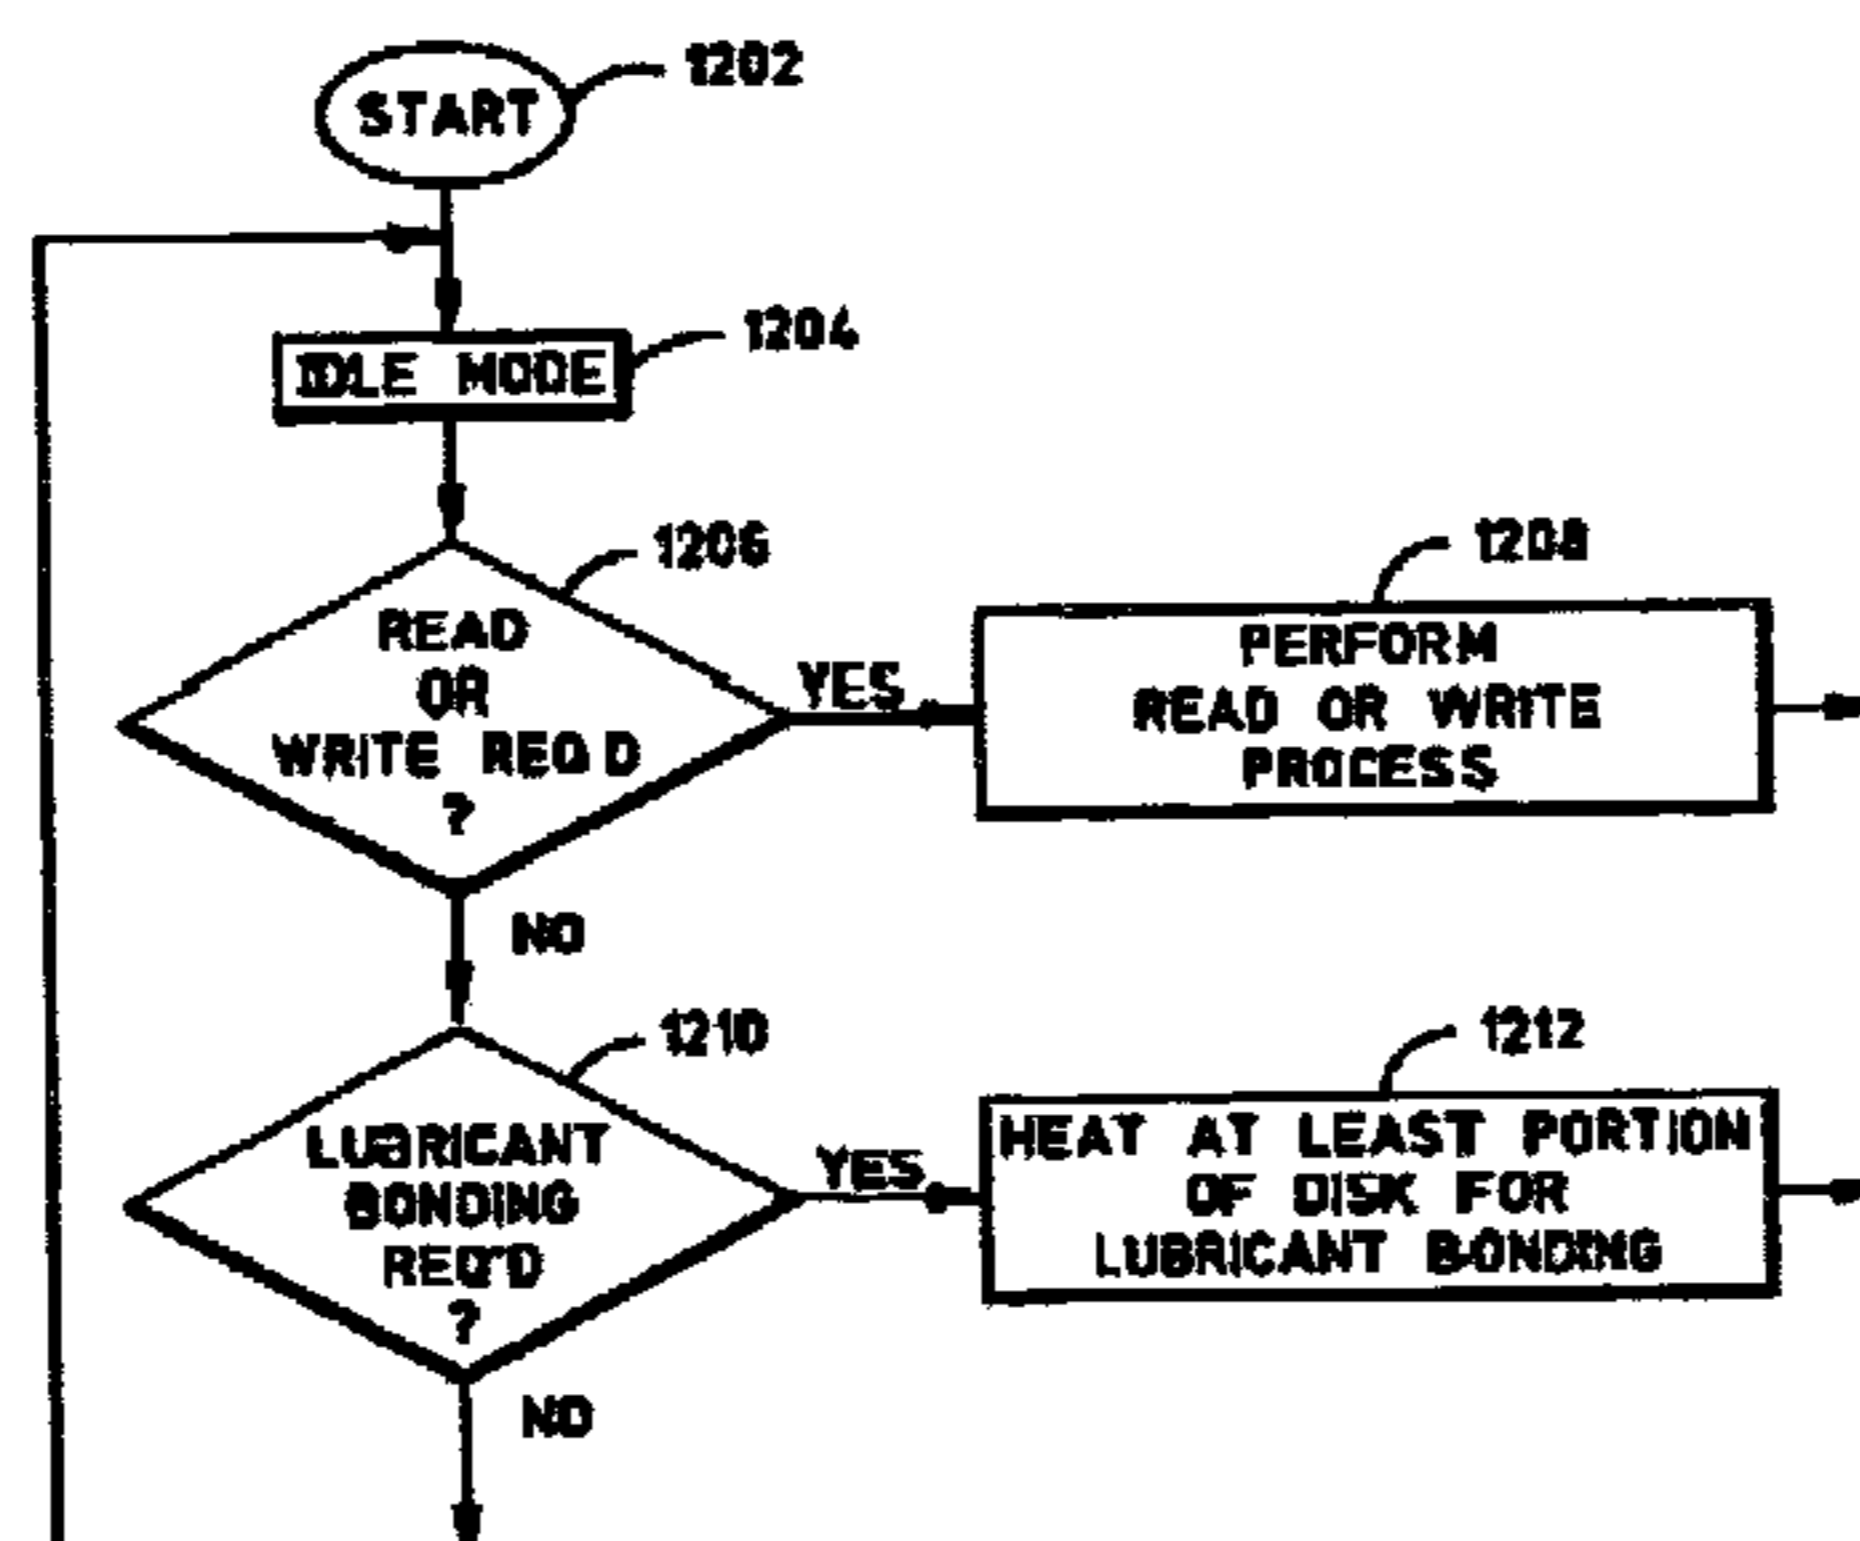 1202
START
1204
IDLE MODE
1206
READ
OR
WRITE REQ D
?
YES
1208
PERFORM
READ OR WRITE
PROCESS
NO
1210
LUBRICANT
BONDING
REQ'D
?
YES
1212
HEAT AT LEAST PORTION
OF DISK FOR
LUBRICANT BONDING
NO